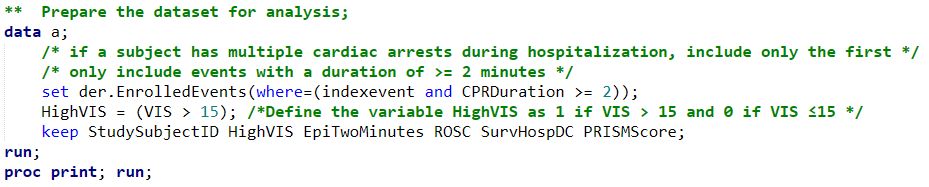 **  Prepare the dataset for analysis;
data a;
    /* if a subject has multiple cardiac arrests during hospitalization, include only the first */
    /* only include events with a duration of >= 2 minutes */
    set der.EnrolledEvents(where=(indexevent and CPRDuration >= 2));
    HighVIS = (VIS > 15); /*Define the variable HighVIS as 1 if VIS > 15 and 0 if VIS ≤15 */
    keep StudySubjectID HighVIS EpiTwoMinutes ROSC SurvHospDC PRISMScore;
run;
proc print; run;